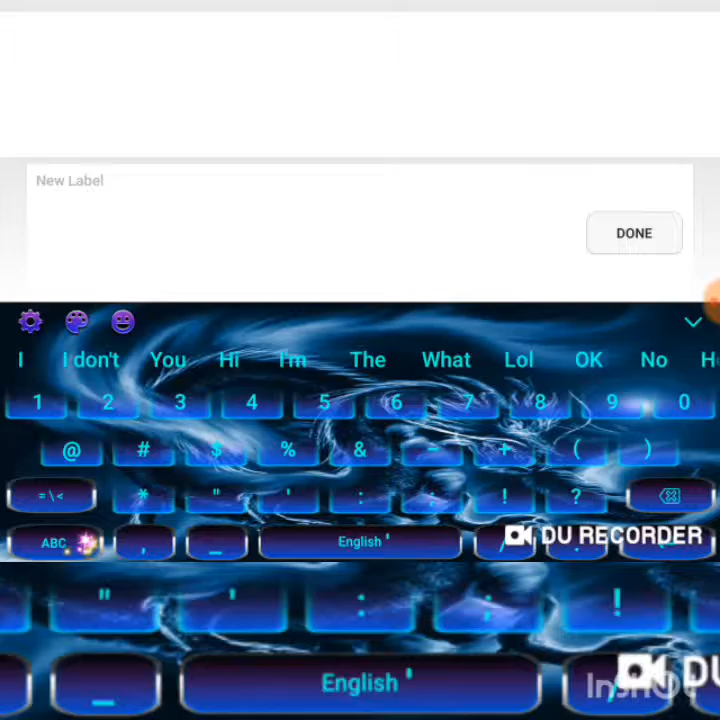 New Label
DONE
I I don't You Hi I'm The What Lol OK No
1 2 3 4 5 6 7 8 9 0
@ # $ % & - + ( )
=\< * " ' : ; ! ?
ABC , _ English ' / .
DU RECORDER
" ' : ; !
_ English ' /
DU
InShot